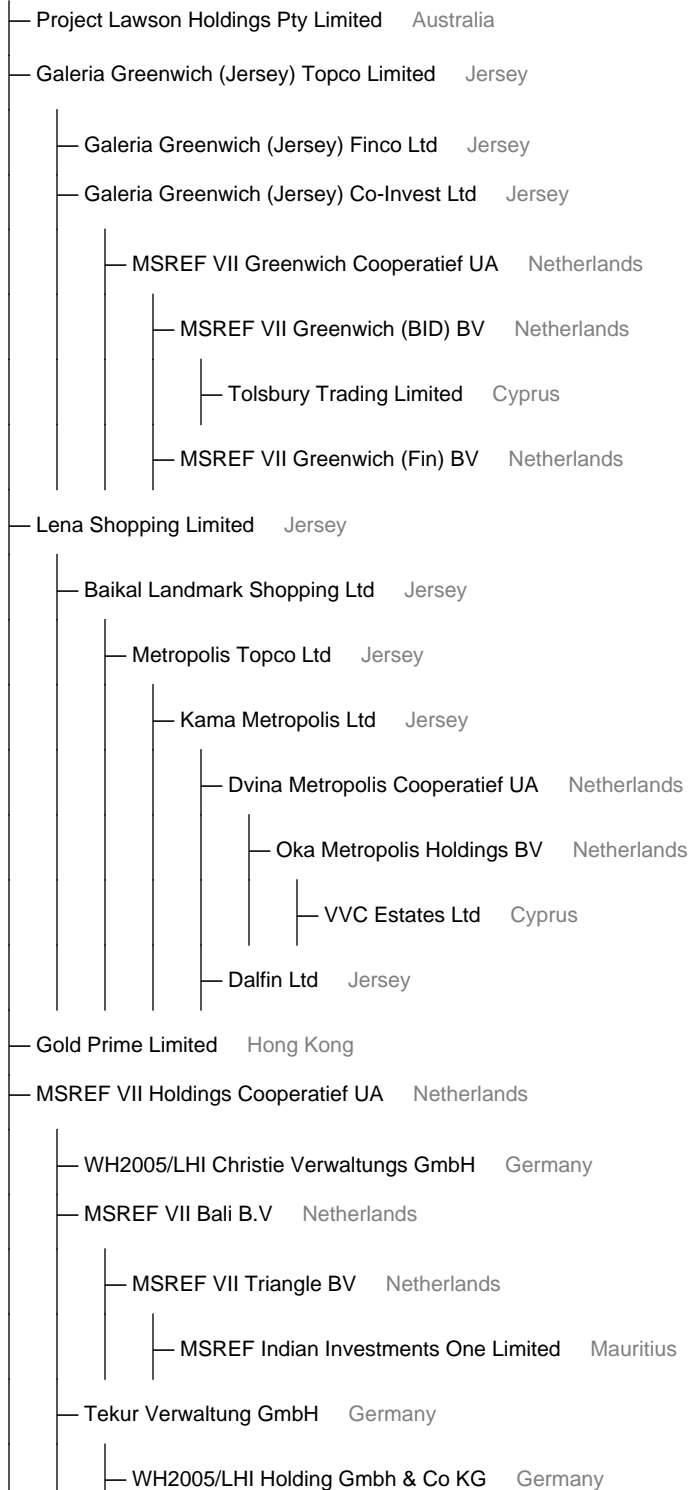 Project Lawson Holdings Pty Limited Australia
Galeria Greenwich (Jersey) Topco Limited Jersey
Galeria Greenwich (Jersey) Finco Ltd Jersey
Galeria Greenwich (Jersey) Co-Invest Ltd Jersey
MSREF VII Greenwich Cooperatief UA Netherlands
MSREF VII Greenwich (BID) BV Netherlands
Tolsbury Trading Limited Cyprus
MSREF VII Greenwich (Fin) BV Netherlands
Lena Shopping Limited Jersey
Baikal Landmark Shopping Ltd Jersey
Metropolis Topco Ltd Jersey
Kama Metropolis Ltd Jersey
Dvina Metropolis Cooperatief UA Netherlands
Oka Metropolis Holdings BV Netherlands
VVC Estates Ltd Cyprus
Dalfin Ltd Jersey
Gold Prime Limited Hong Kong
MSREF VII Holdings Cooperatief UA Netherlands
WH2005/LHI Christie Verwaltungs GmbH Germany
MSREF VII Bali B.V Netherlands
MSREF VII Triangle BV Netherlands
MSREF Indian Investments One Limited Mauritius
Tekur Verwaltung GmbH Germany
WH2005/LHI Holding Gmbh & Co KG Germany